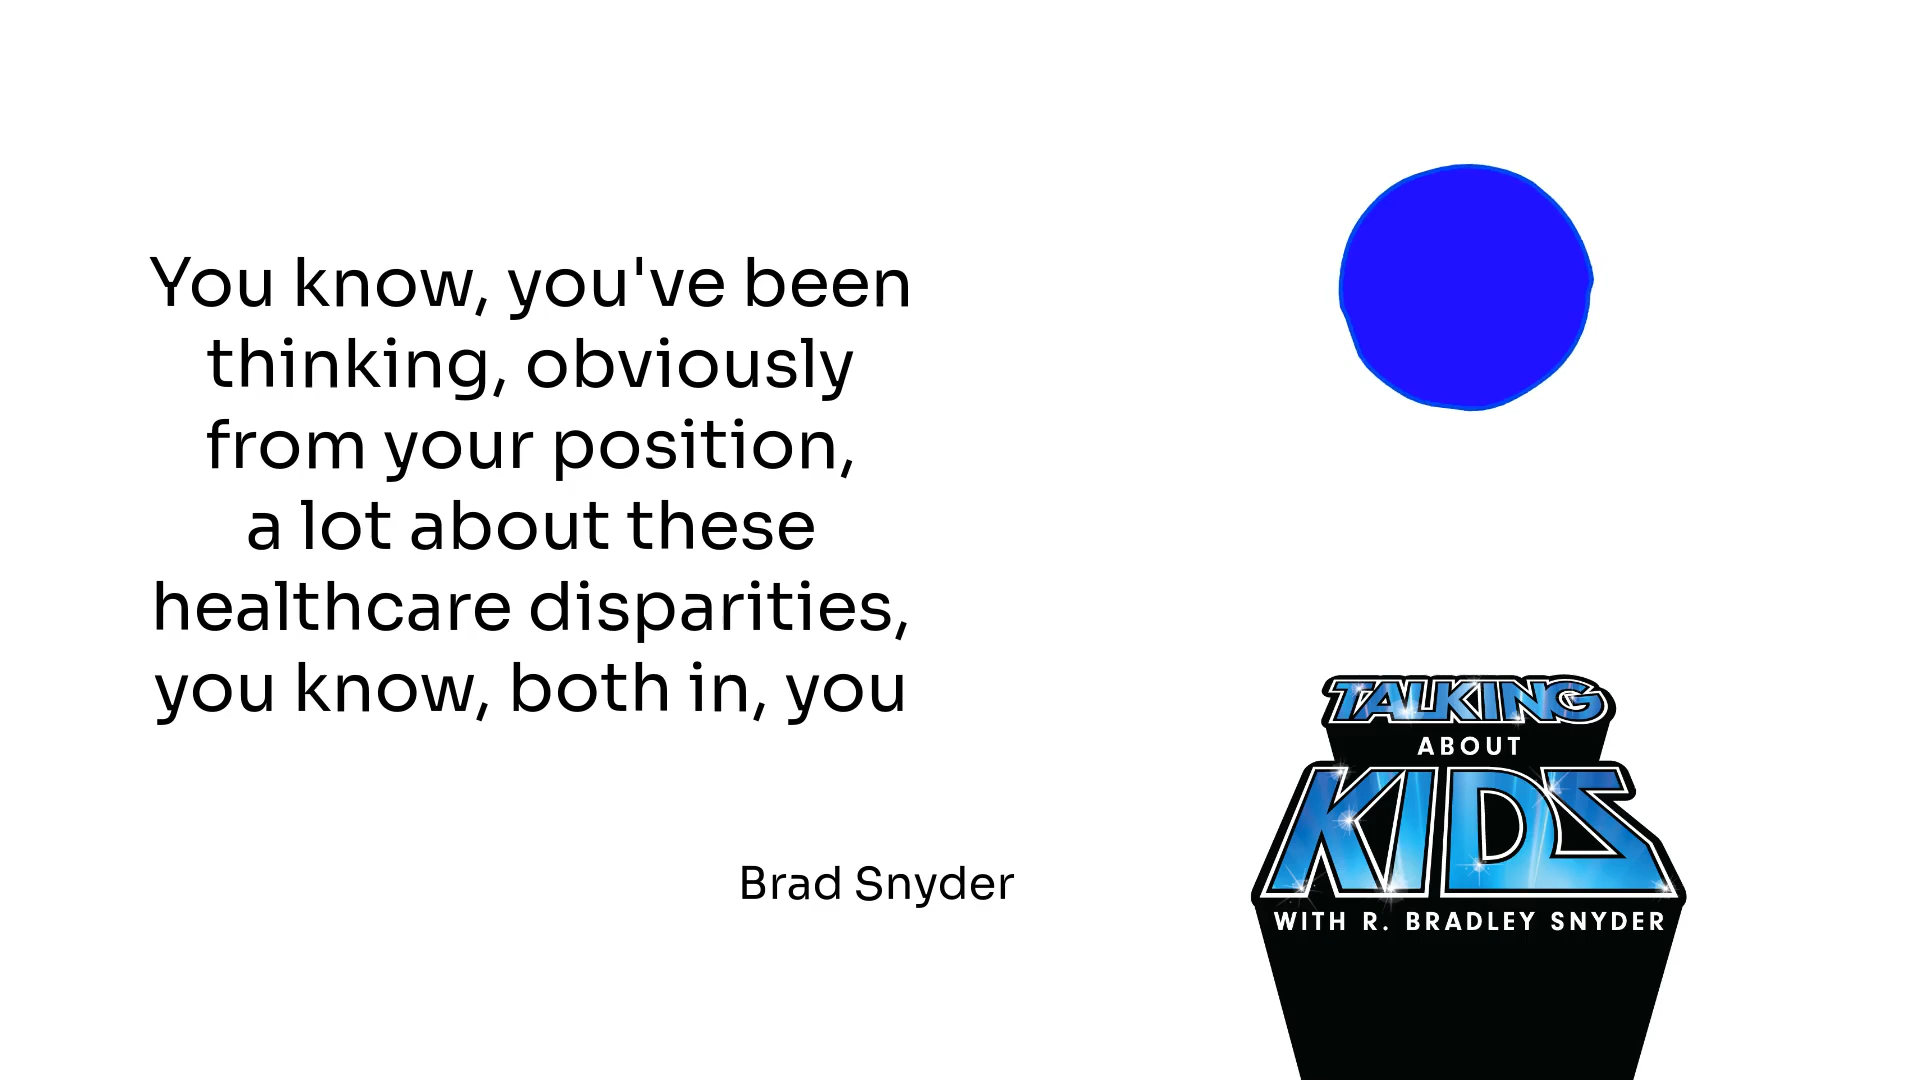 You know, you've been
thinking, obviously
from your position,
a lot about these
healthcare disparities,
you know, both in, you
Brad Snyder
TALKING
ABOUT
KIDS
WITH R. BRADLEY SNYDER